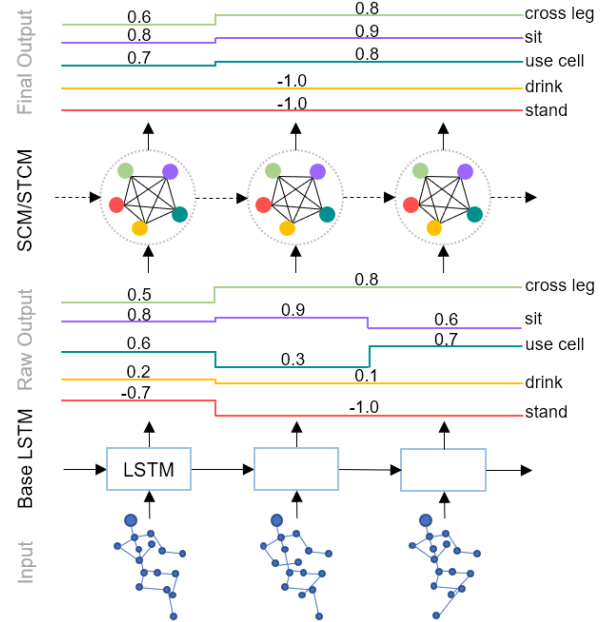 Final Output
0.6
0.8
cross leg
0.8
0.9
sit
0.7
0.8
use cell
-1.0
drink
-1.0
stand
SCM/STCM
Raw Output
0.5
0.8
cross leg
0.8
0.9
0.6
sit
0.6
0.3
0.7
use cell
0.2
0.1
drink
-0.7
-1.0
stand
Base LSTM
LSTM
Input